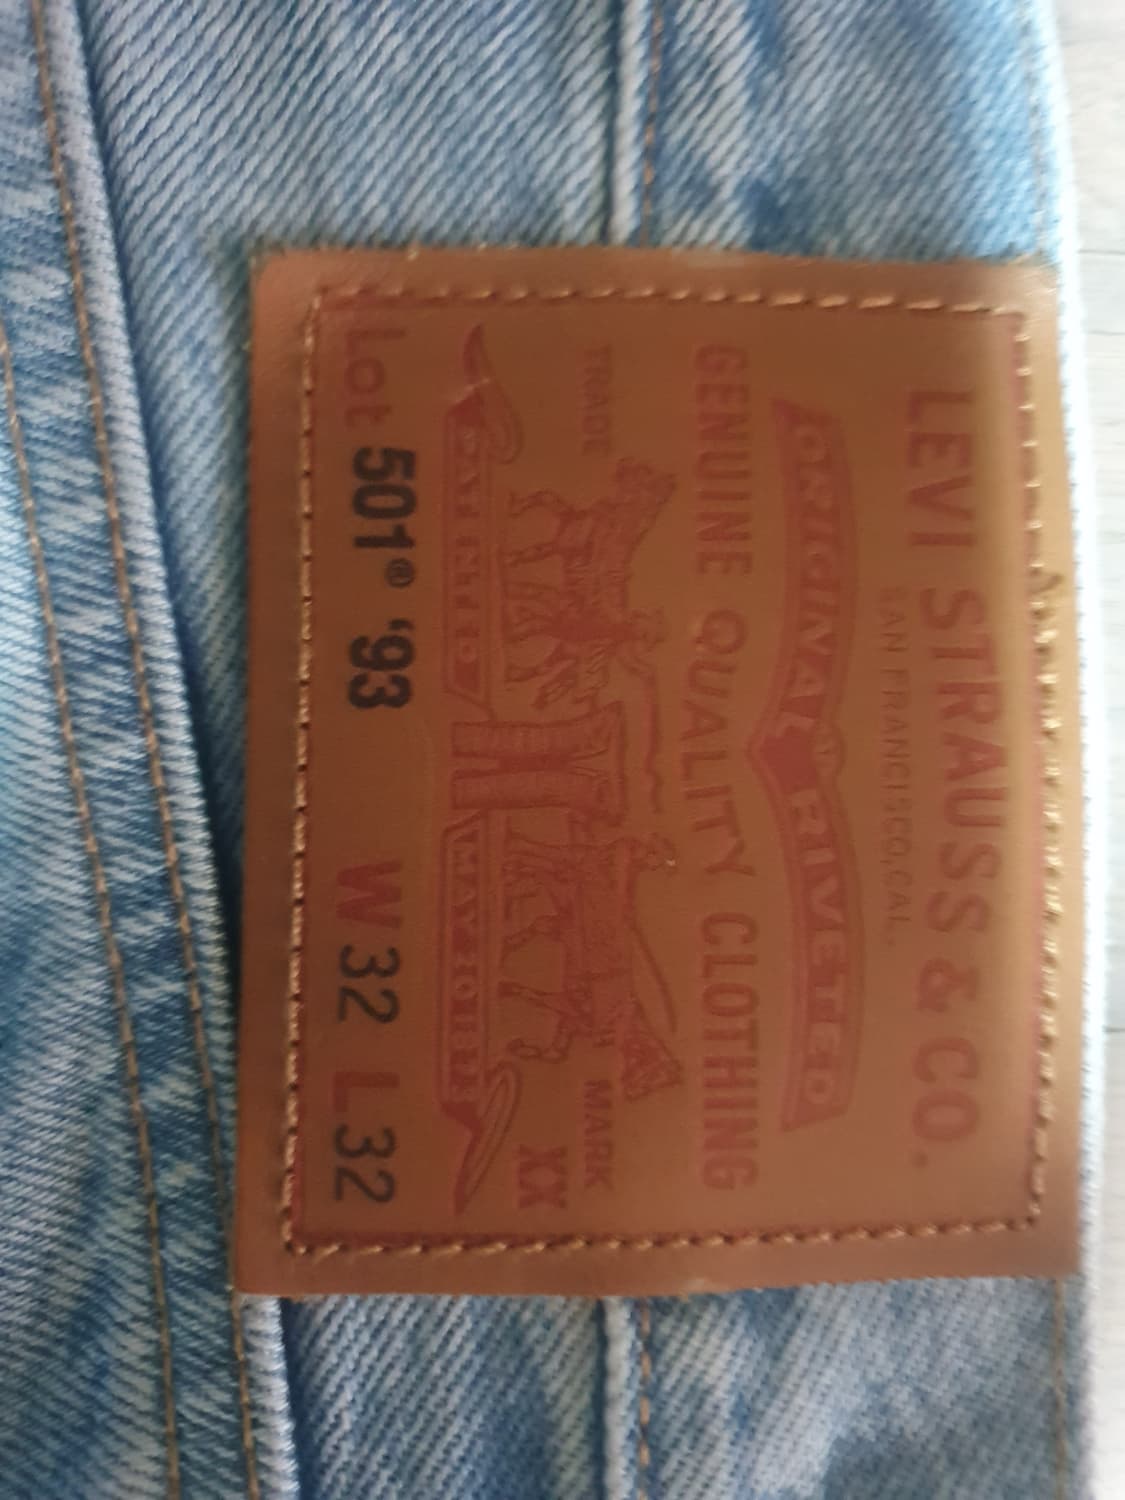 LEVI STRAUSS & CO.
SAN FRANCISCO, CAL.
ORIGINAL RIVETED
GENUINE QUALITY CLOTHING
TRADE MARK
XX
Lot 501® '93 W 32 L 32